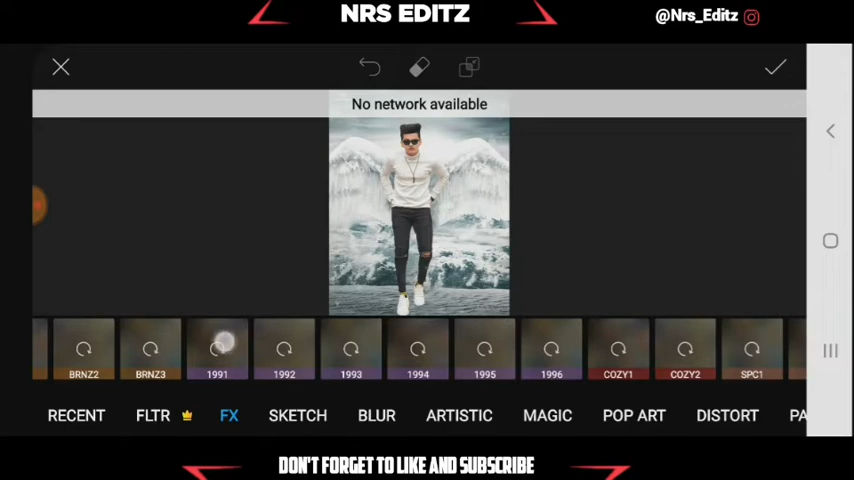 NRS EDITZ
@Nrs_Editz
No network available
BRNZ2 BRNZ3 1991 1992 1993 1994 1995 1996 COZY1 COZY2 SPC1
RECENT FLTR FX SKETCH BLUR ARTISTIC MAGIC POP ART DISTORT PA
DON'T FORGET TO LIKE AND SUBSCRIBE